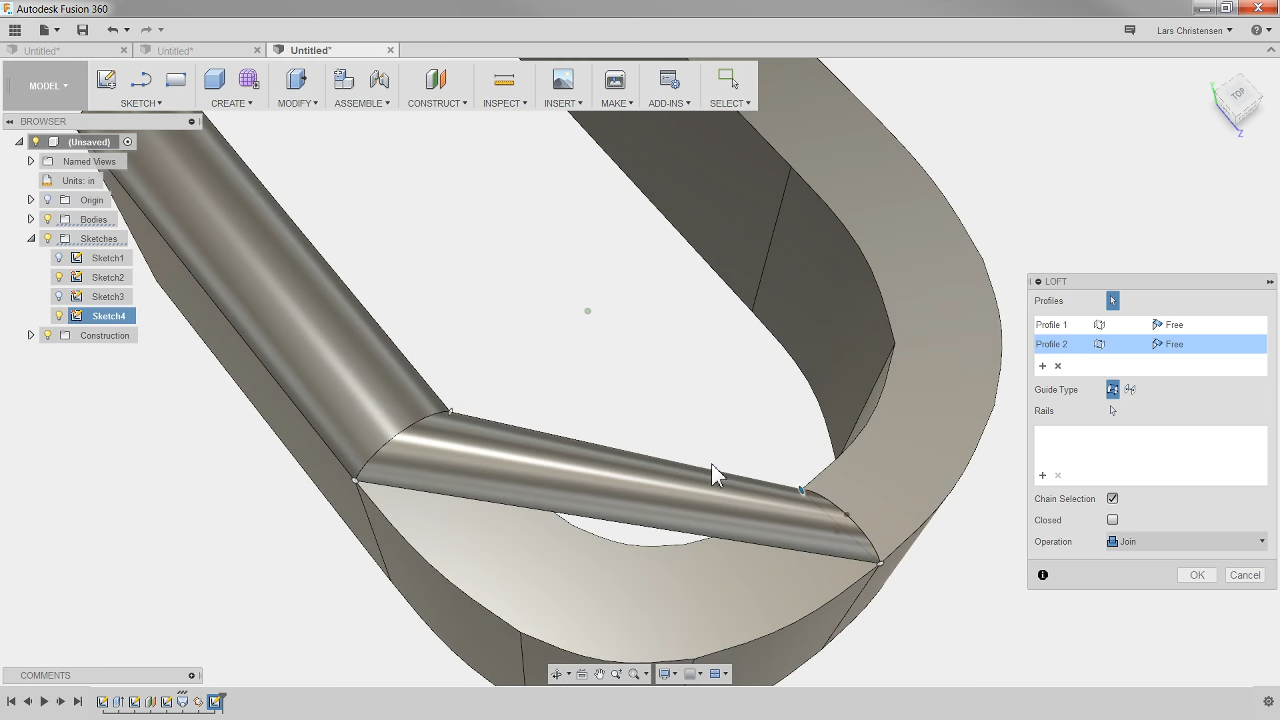 Autodesk Fusion 360
Lars Christensen
Untitled*
Untitled*
Untitled*
MODEL
SKETCH
CREATE
MODIFY
ASSEMBLE
CONSTRUCT
INSPECT
INSERT
MAKE
ADD-INS
SELECT
TOP
Z
BROWSER
(Unsaved)
Named Views
Units: in
Origin
Bodies
Sketches
Sketch1
Sketch2
Sketch3
Sketch4
Construction
LOFT
Profiles
Profile 1 Free
Profile 2 Free
Guide Type
Rails
Chain Selection
Closed
Operation Join
OK Cancel
COMMENTS